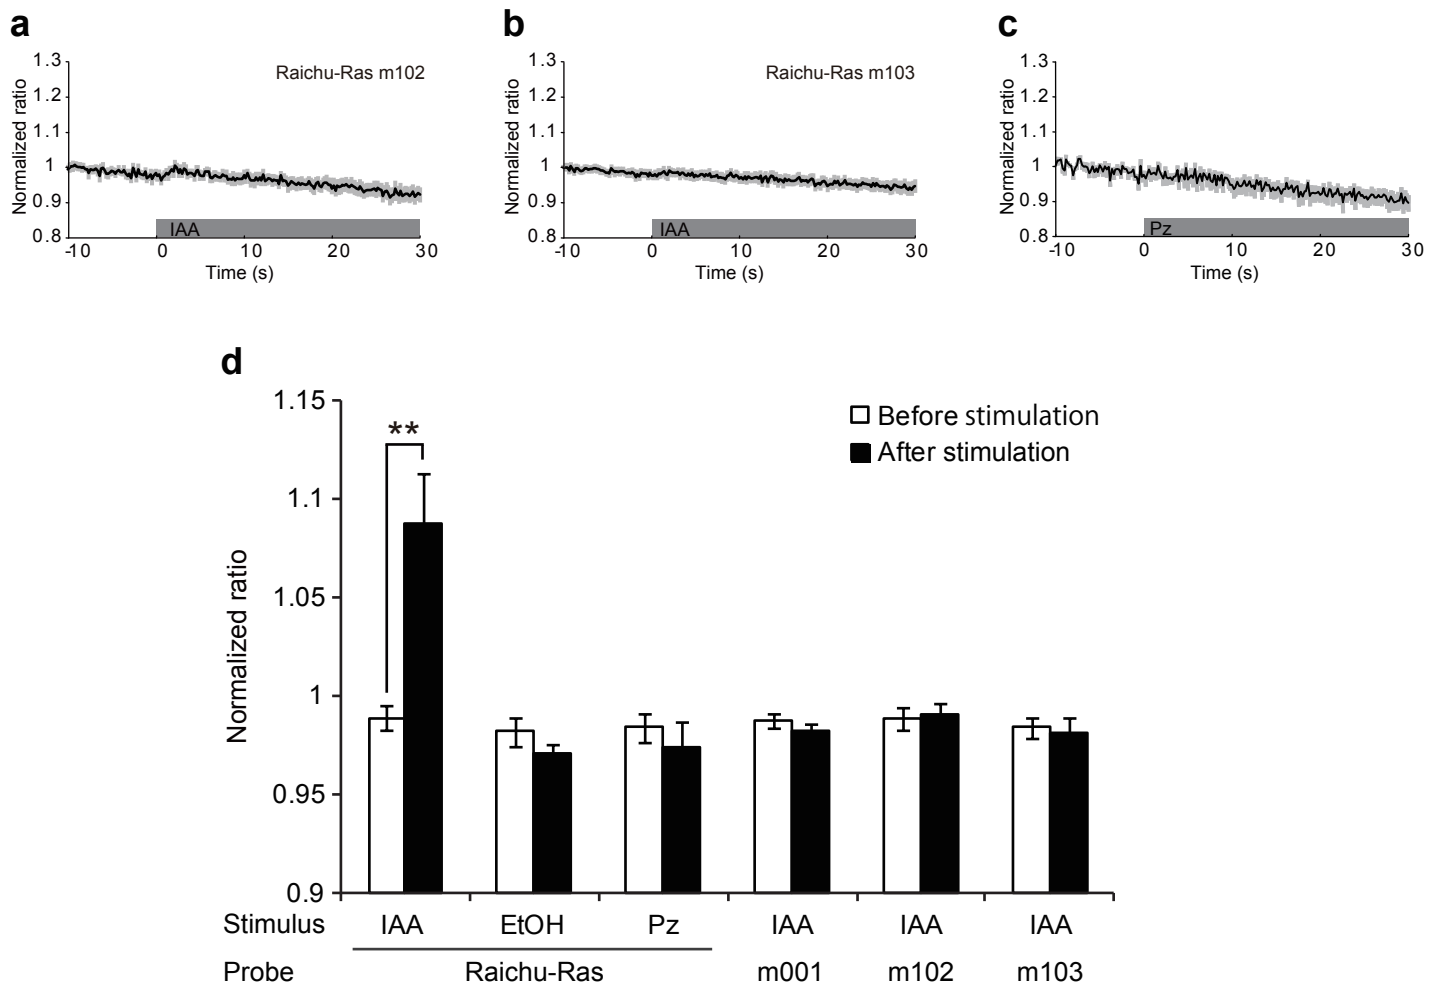 a
Raichu-Ras m102
Normalized ratio
1.3
1.2
1.1
1
0.9
0.8
IAA
-10 0 10 20 30
Time (s)
b
Raichu-Ras m103
Normalized ratio
1.3
1.2
1.1
1
0.9
0.8
IAA
-10 0 10 20 30
Time (s)
c
Normalized ratio
1.3
1.2
1.1
1
0.9
0.8
Pz
-10 0 10 20 30
Time (s)
d
Before stimulation
After stimulation
**
Normalized ratio
1.15
1.1
1.05
1
0.95
0.9
Stimulus IAA EtOH Pz IAA IAA IAA
Probe Raichu-Ras m001 m102 m103